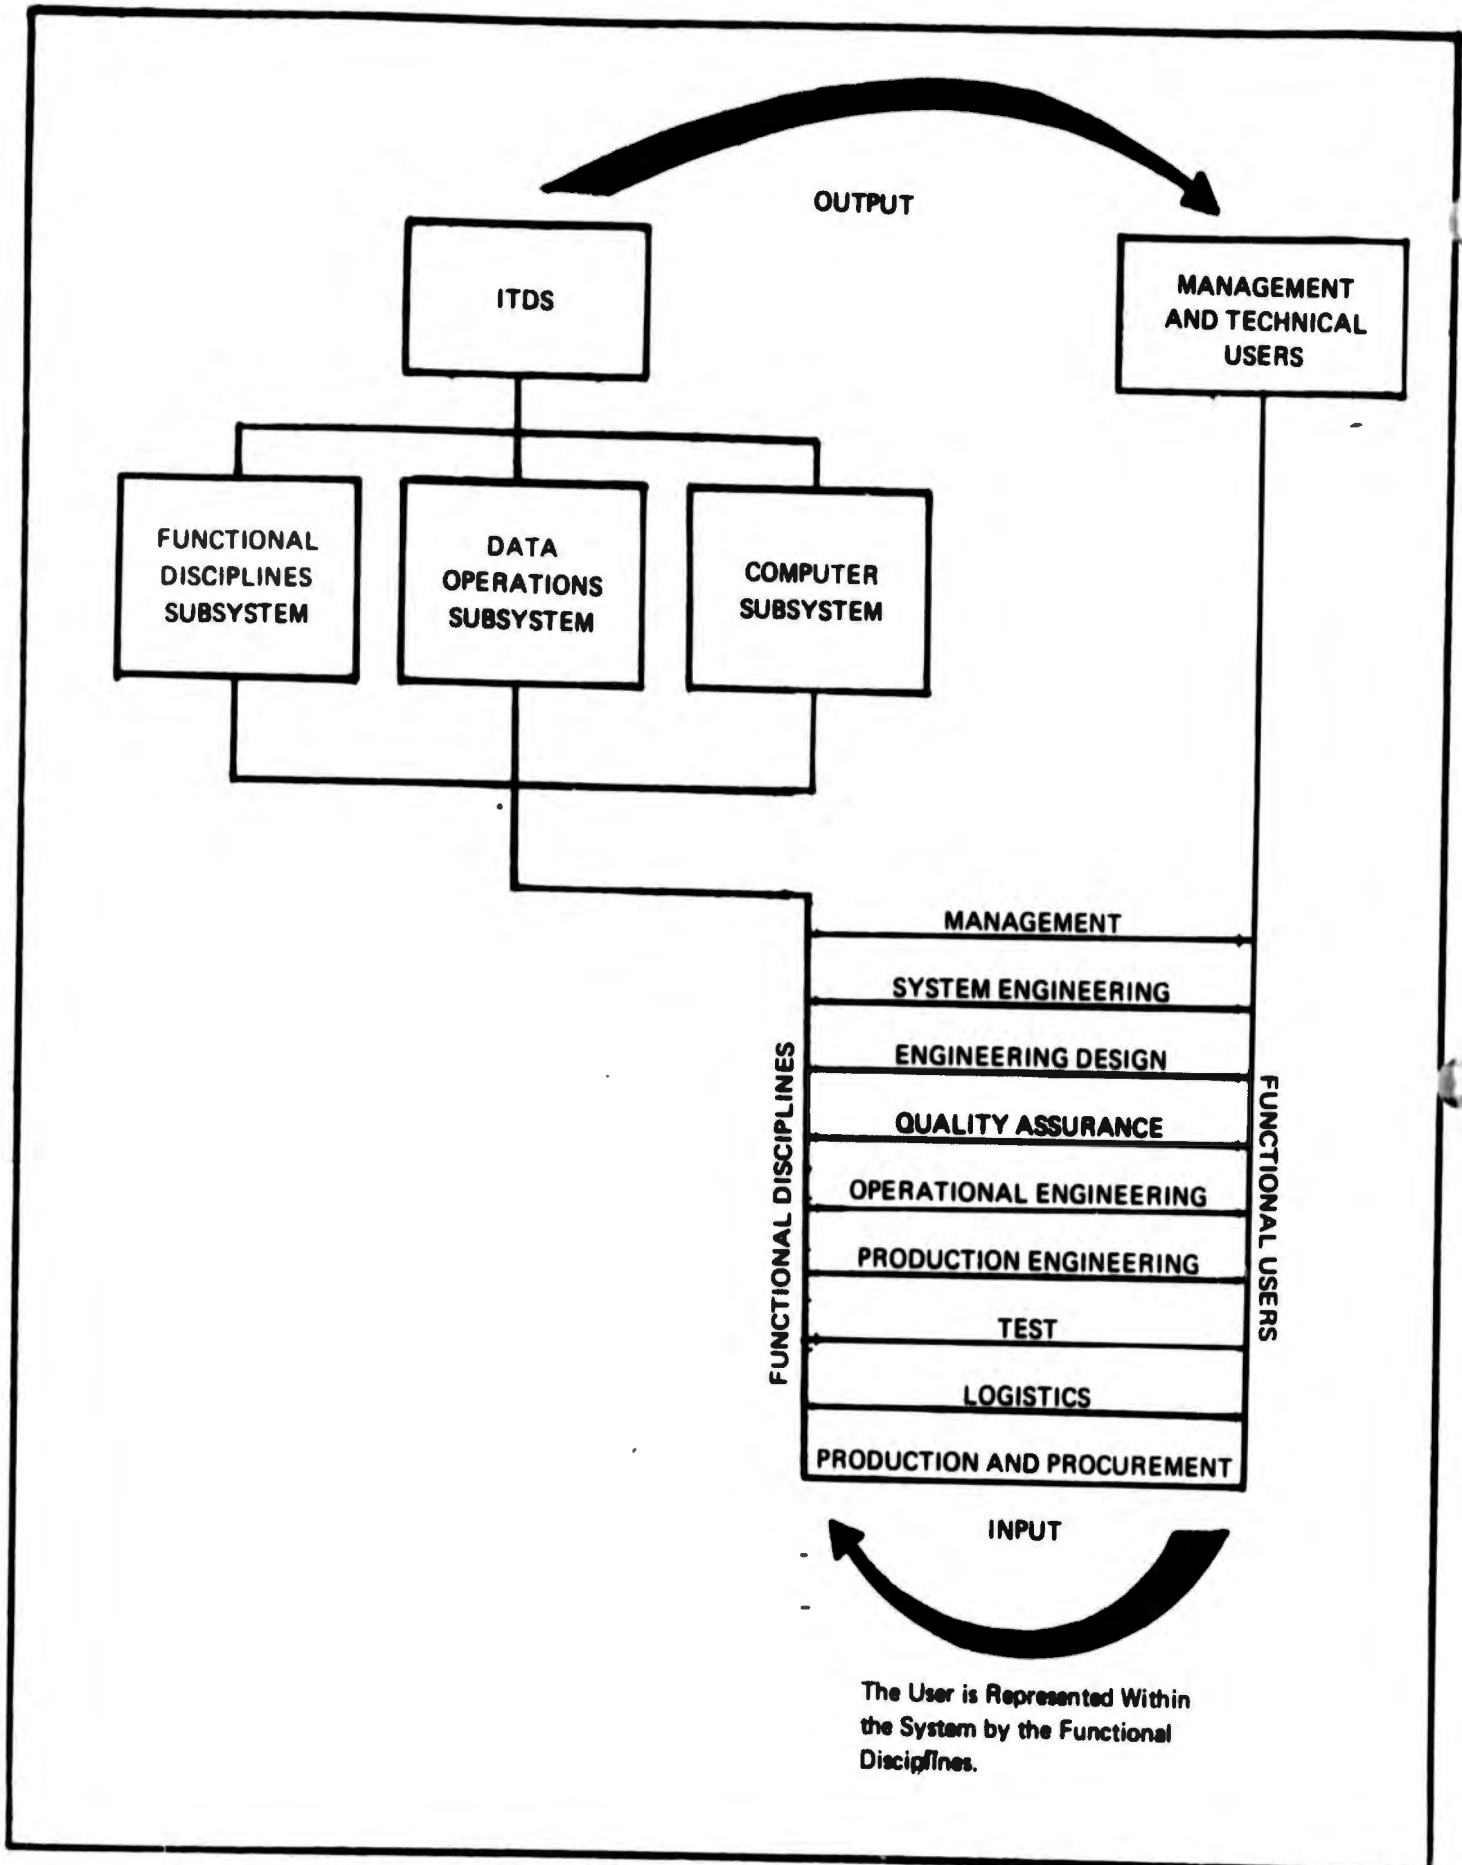 OUTPUT
ITDS
MANAGEMENT
AND TECHNICAL
USERS
FUNCTIONAL
DISCIPLINES
SUBSYSTEM
DATA
OPERATIONS
SUBSYSTEM
COMPUTER
SUBSYSTEM
FUNCTIONAL DISCIPLINES
MANAGEMENT
SYSTEM ENGINEERING
ENGINEERING DESIGN
QUALITY ASSURANCE
OPERATIONAL ENGINEERING
PRODUCTION ENGINEERING
TEST
LOGISTICS
PRODUCTION AND PROCUREMENT
FUNCTIONAL USERS
INPUT
The User is Represented Within
the System by the Functional
Disciplines.